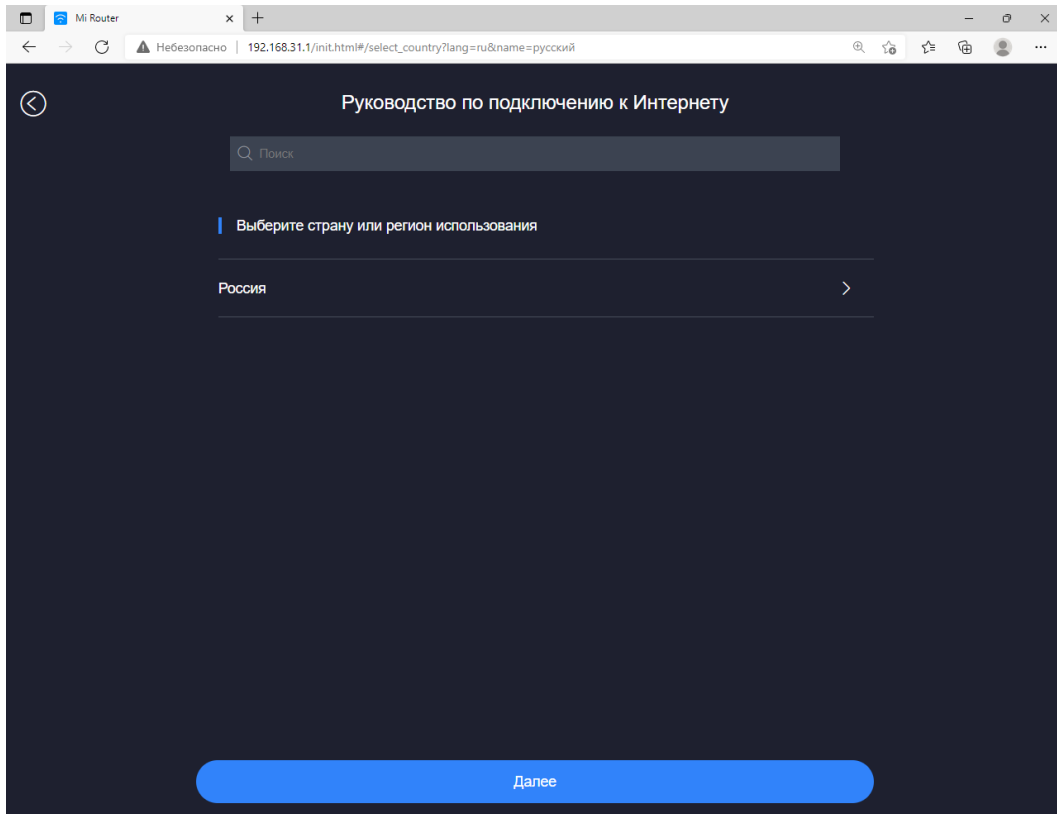 Mi Router
Небезопасно 192.168.31.1/init.html#/select_country?lang=ru&name=русский
Руководство по подключению к Интернету
Поиск
Выберите страну или регион использования
Россия
Далее